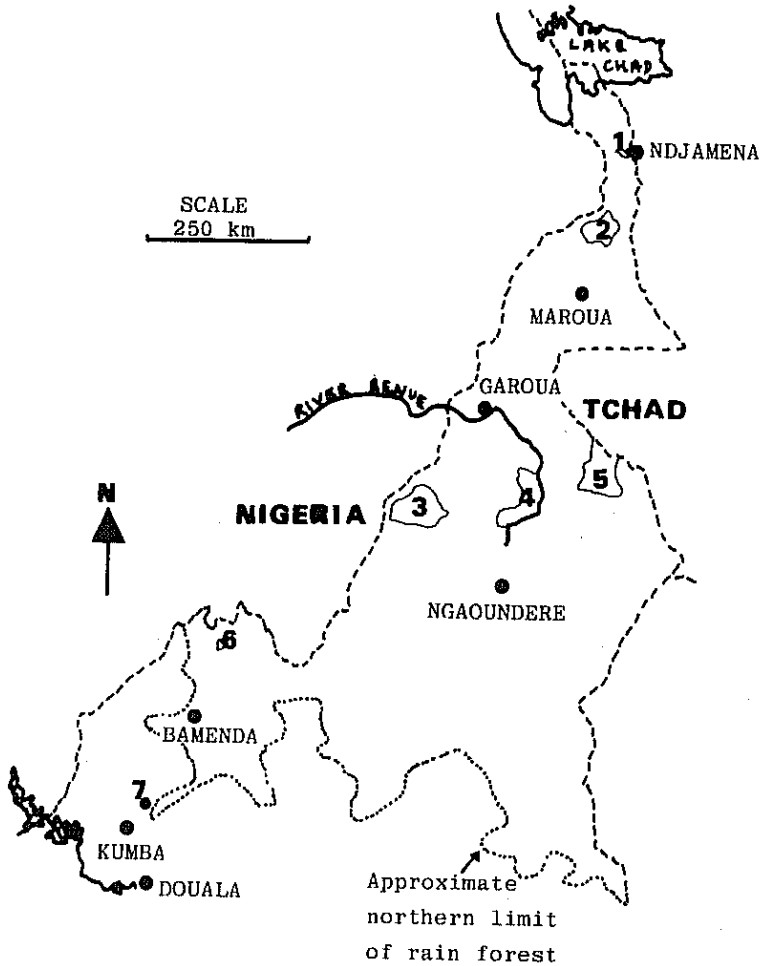 LAKE
CHAD
1
NDJAMENA
SCALE
250 km
2
MAROUA
GAROUA
RIVER BENUE
TCHAD
5
4
3
N
NIGERIA
NGAOUNDERE
6
BAMENDA
7
KUMBA
DOUALA
Approximate
northern limit
of rain forest